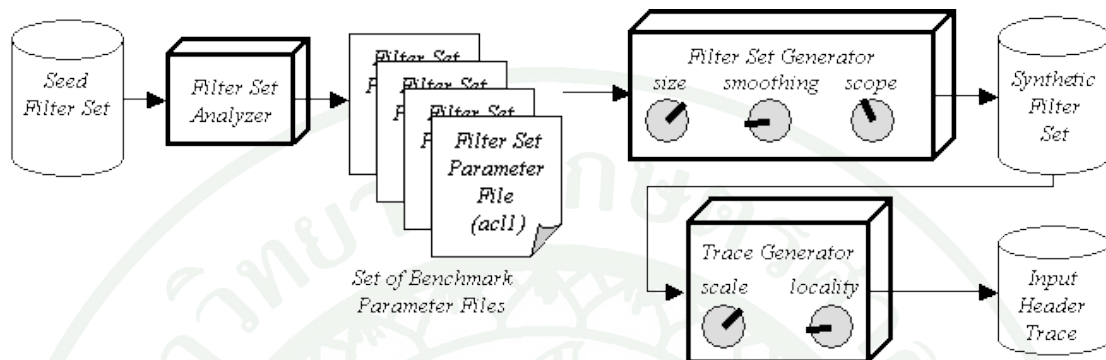 Seed
Filter Set
Filter Set
Analyzer
Filter Set
Filter Set
Filter Set
Filter Set
Parameter
File
(acl1)
Set of Benchmark
Parameter Files
Filter Set Generator
size smoothing scope
Synthetic
Filter
Set
Trace Generator
scale locality
Input
Header
Trace